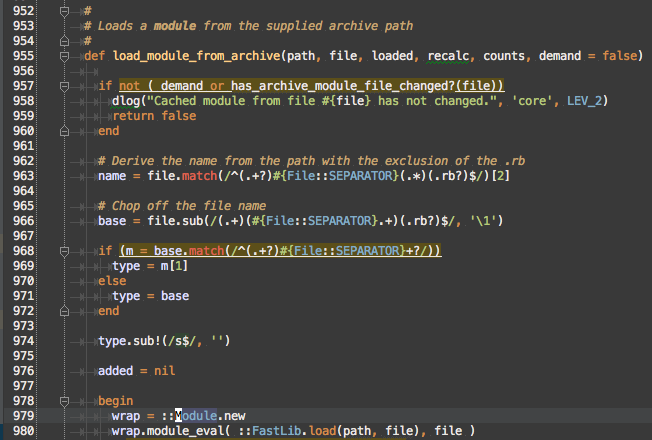 952 #
953 # Loads a module from the supplied archive path
954 #
955 def load_module_from_archive(path, file, loaded, recalc, counts, demand = false)
956
957 if not ( demand or has_archive_module_file_changed?(file))
958 dlog("Cached module from file #{file} has not changed.", 'core', LEV_2)
959 return false
960 end
961
962 # Derive the name from the path with the exclusion of the .rb
963 name = file.match(/^(.+?)#{File::SEPARATOR}(.*)(.rb?)$/)[2]
964
965 # Chop off the file name
966 base = file.sub(/(.+)(#{File::SEPARATOR}.+)(.rb?)$/, '\1')
967
968 if (m = base.match(/^(.+?)#{File::SEPARATOR}+?/))
969 type = m[1]
970 else
971 type = base
972 end
973
974 type.sub!(/s$/, '')
975
976 added = nil
977
978 begin
979 wrap = ::Module.new
980 wrap.module_eval( ::FastLib.load(path, file), file )